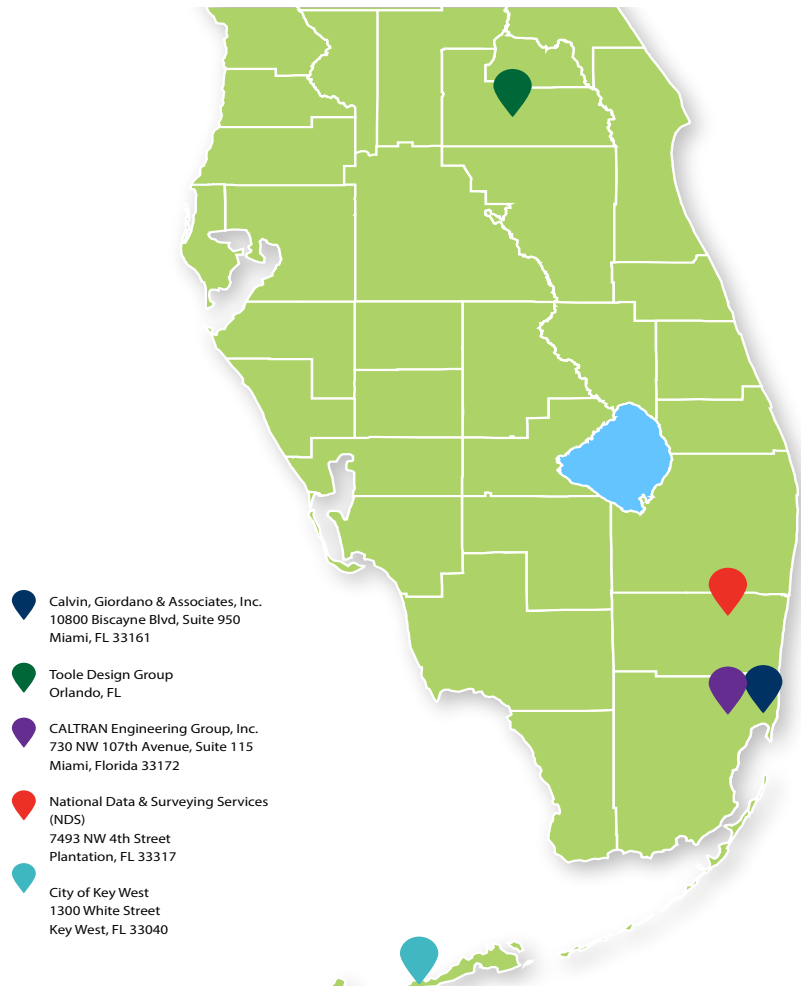 Calvin, Giordano & Associates, Inc.
10800 Biscayne Blvd, Suite 950
Miami, FL 33161
Toole Design Group
Orlando, FL
CALTRAN Engineering Group, Inc.
730 NW 107th Avenue, Suite 115
Miami, Florida 33172
National Data & Surveying Services
(NDS)
7493 NW 4th Street
Plantation, FL 33317
City of Key West
1300 White Street
Key West, FL 33040